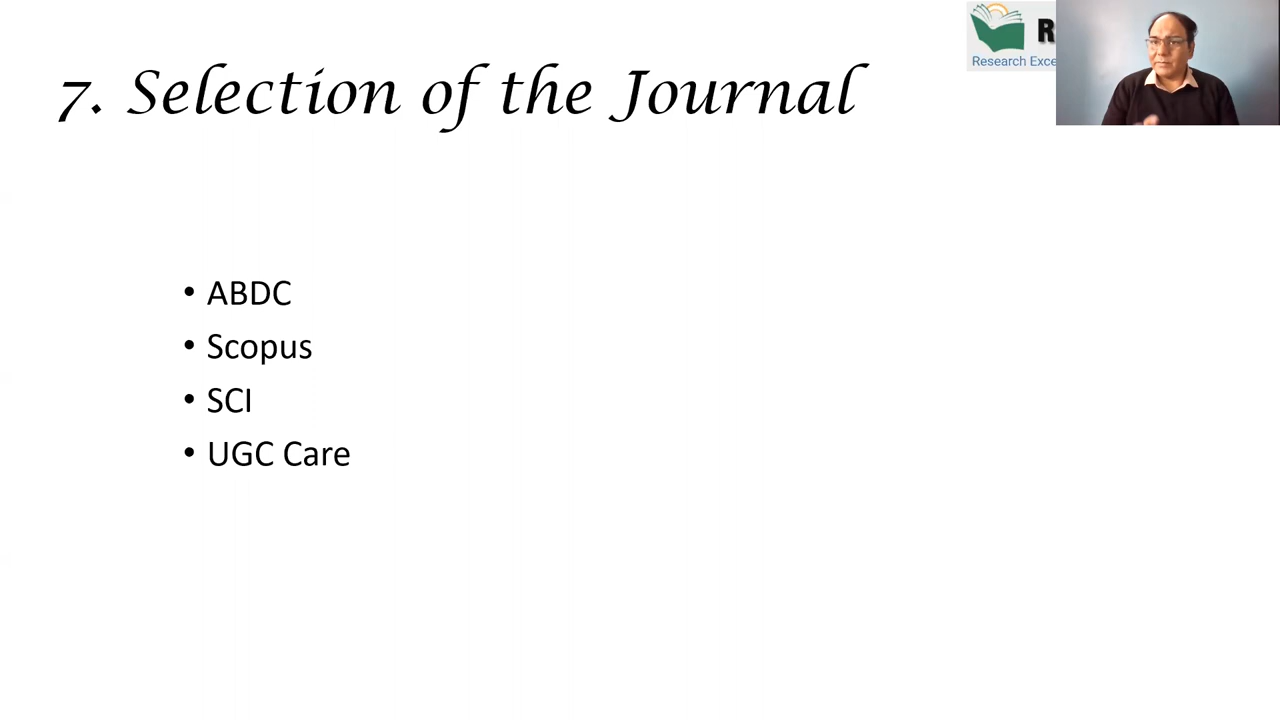 7. Selection of the Journal
R
Research Exce
• ABDC
• Scopus
• SCI
• UGC Care